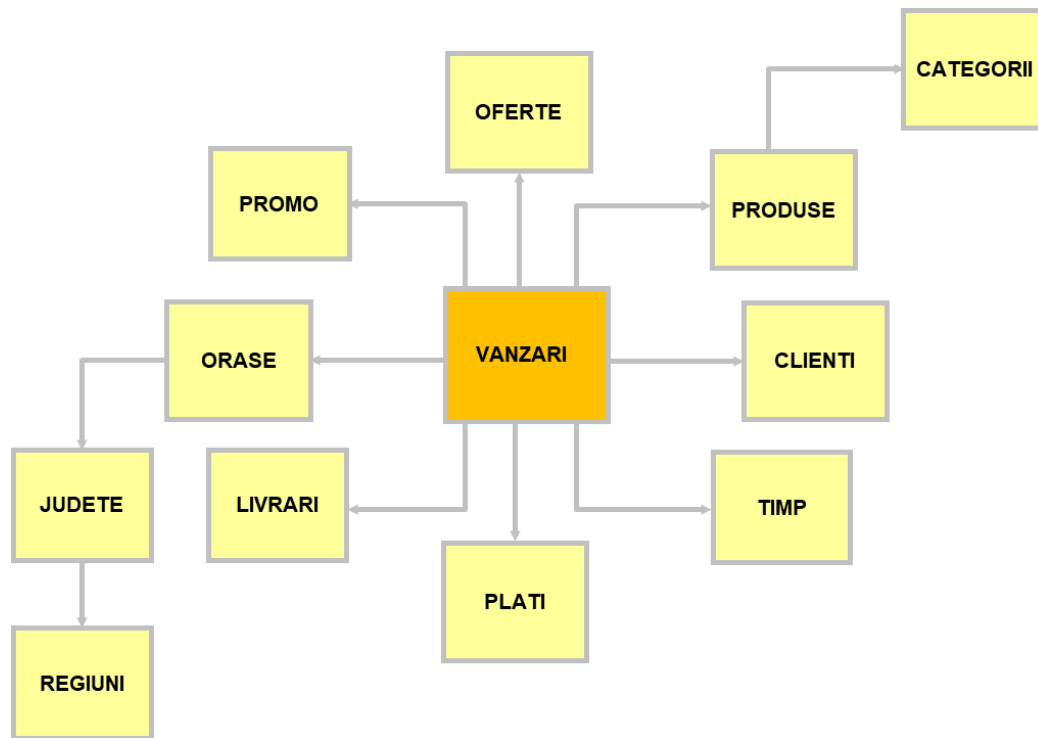 CATEGORII
OFERTE
PROMO
PRODUSE
ORASE
VANZARI
CLIENTI
JUDETE
LIVRARI
TIMP
PLATI
REGIUNI